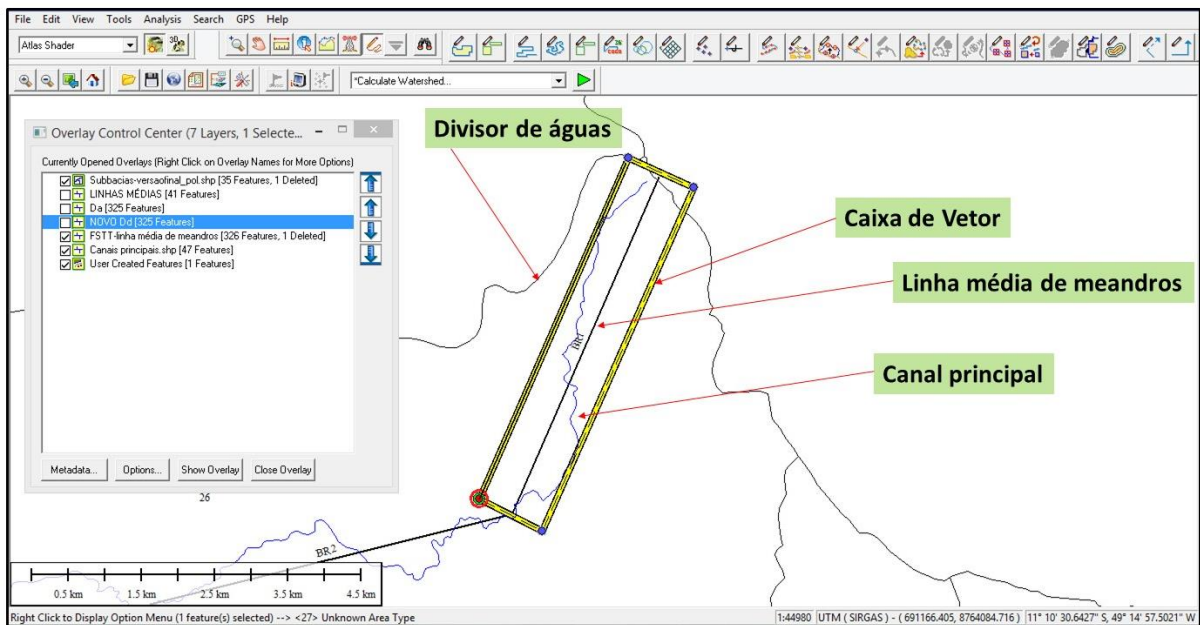 File Edit View Tools Analysis Search GPS Help
Atlas Shader
*Calculate Watershed...
Divisor de águas
Overlay Control Center (7 Layers, 1 Selecte...
Currently Opened Overlays (Right Click on Overlay Names for More Options)
Subbacias-versaofinal_pol.shp [35 Features, 1 Deleted]
LINHAS MÉDIAS [41 Features]
Da [325 Features]
NOVO Dd [325 Features]
FSTT-linha média de meandros [326 Features, 1 Deleted]
Canais principais.shp [47 Features]
User Created Features [1 Features]
Caixa de Vetor
Linha média de meandros
BR1
Canal principal
Metadata... Options... Show Overlay Close Overlay
26
BR2
0.5 km 1.5 km 2.5 km 3.5 km 4.5 km
Right Click to Display Option Menu (1 feature(s) selected) --> <27> Unknown Area Type
1:44980 UTM ( SIRGAS ) - ( 691166.405, 8764084.716 ) 11° 10' 30.6427" S, 49° 14' 57.5021" W